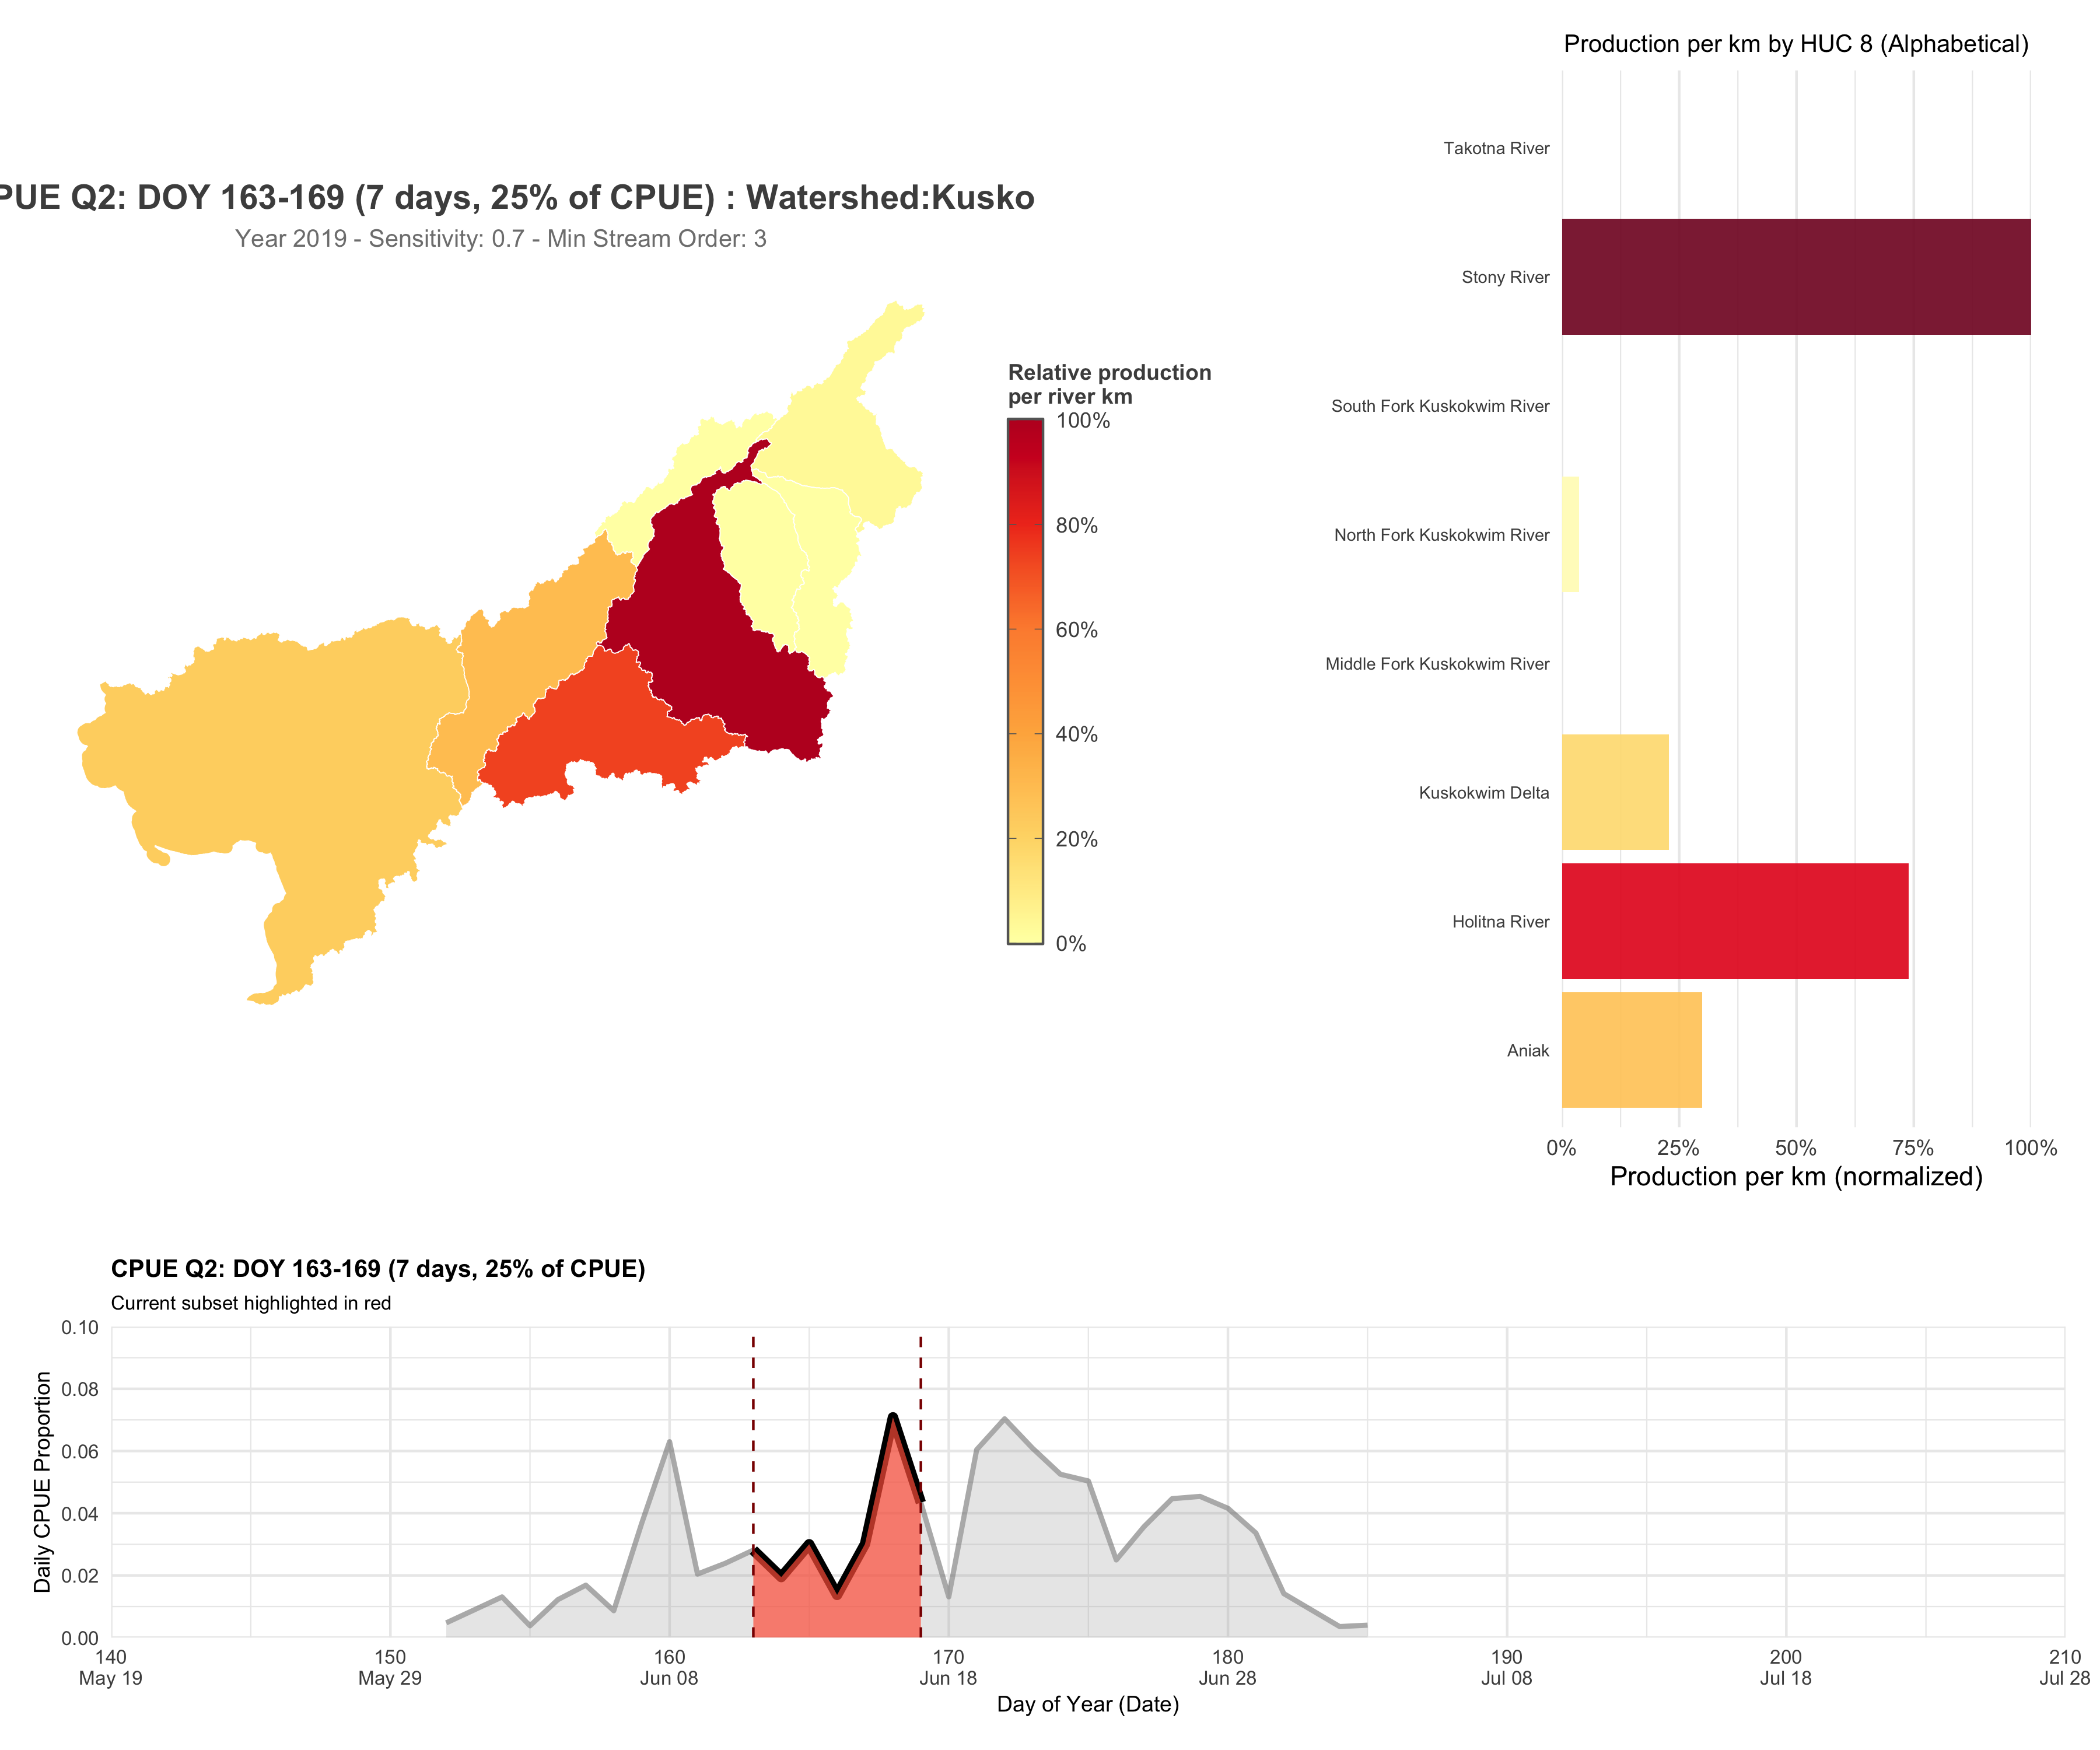 Production per km by HUC 8 (Alphabetical)
Takotna River
Stony River
South Fork Kuskokwim River
North Fork Kuskokwim River
Middle Fork Kuskokwim River
Kuskokwim Delta
Holitna River
Aniak
0% 25% 50% 75% 100%
Production per km (normalized)
PUE Q2: DOY 163-169 (7 days, 25% of CPUE) : Watershed:Kusko
Year 2019 - Sensitivity: 0.7 - Min Stream Order: 3
Relative production
per river km
100%
80%
60%
40%
20%
0%
CPUE Q2: DOY 163-169 (7 days, 25% of CPUE)
Current subset highlighted in red
Daily CPUE Proportion
0.10
0.08
0.06
0.04
0.02
0.00
140 150 160 170 180 190 200 210
May 19 May 29 Jun 08 Jun 18 Jun 28 Jul 08 Jul 18 Jul 28
Day of Year (Date)